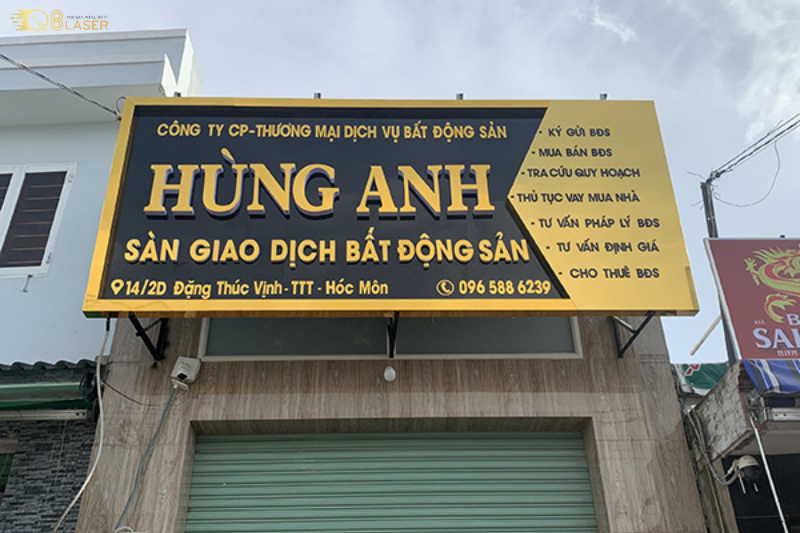 Q8LASER
CÔNG TY CP-THƯƠNG MẠI DỊCH VỤ BẤT ĐỘNG SẢN
HÙNG ANH
SÀN GIAO DỊCH BẤT ĐỘNG SẢN
14/2D Đặng Thúc Vịnh - TTT - Hóc Môn
096 588 6239
- KÝ GỬI BĐS
- MUA BÁN BĐS
- TRA CỨU QUY HOẠCH
- THỦ TỤC VAY MUA NHÀ
- TƯ VẤN PHÁP LÝ BĐS
- TƯ VẤN ĐỊNH GIÁ
- CHO THUÊ BĐS